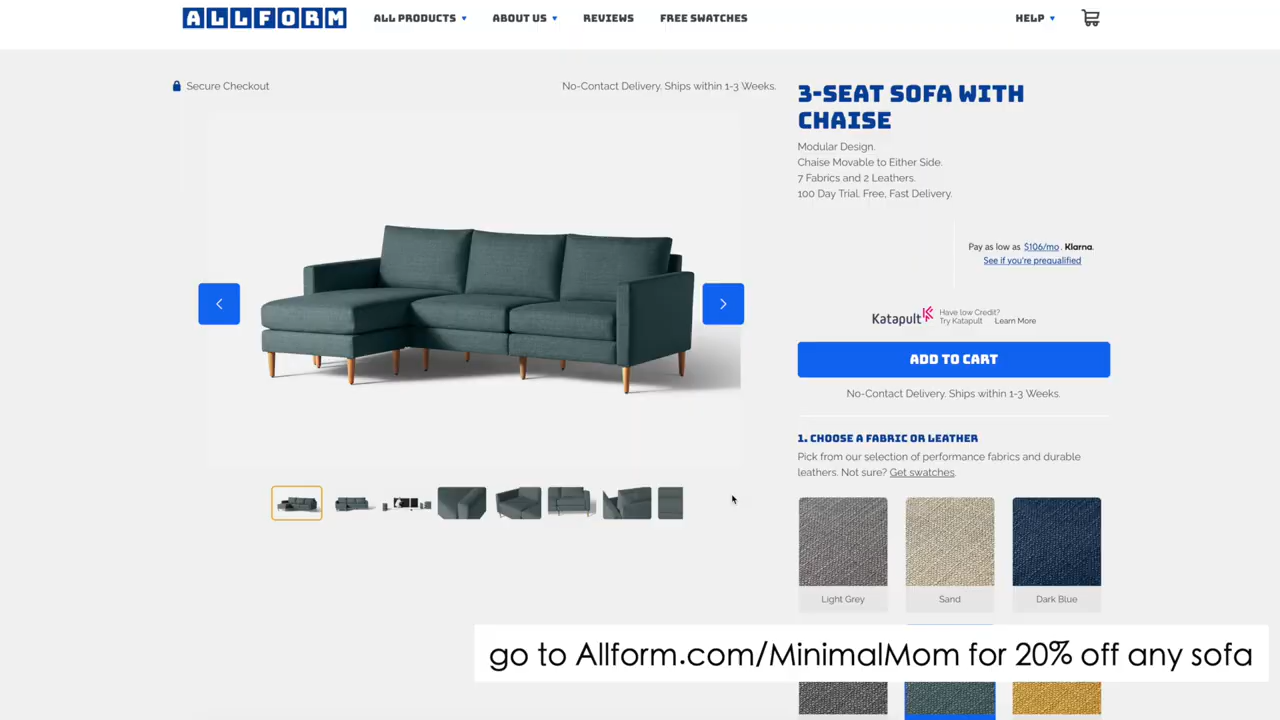 ALLFORM
ALL PRODUCTS
ABOUT US
REVIEWS
FREE SWATCHES
HELP
Secure Checkout
No-Contact Delivery. Ships within 1-3 Weeks.
3-SEAT SOFA WITH
CHAISE
Modular Design.
Chaise Movable to Either Side.
7 Fabrics and 2 Leathers.
100 Day Trial. Free, Fast Delivery.
Pay as low as $106/mo. Klarna.
See if you're prequalified
Katapult
Have low Credit?
Try Katapult Learn More
ADD TO CART
No-Contact Delivery. Ships within 1-3 Weeks.
1. CHOOSE A FABRIC OR LEATHER
Pick from our selection of performance fabrics and durable
leathers. Not sure? Get swatches.
Light Grey
Sand
Dark Blue
go to Allform.com/MinimalMom for 20% off any sofa